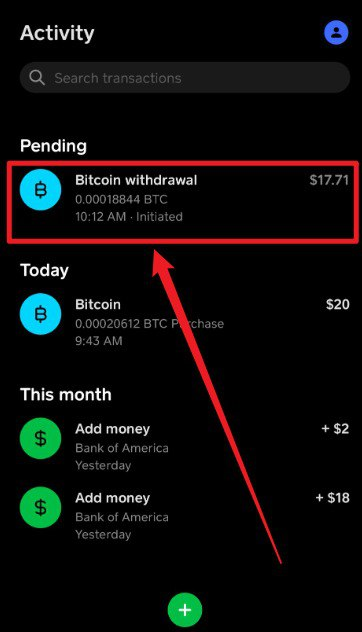 Activity
Search transactions
Pending
Bitcoin withdrawal $17.71
0.00018844 BTC
10:12 AM · Initiated
Today
Bitcoin $20
0.00020612 BTC Purchase
9:43 AM
This month
Add money + $2
Bank of America
Yesterday
Add money + $18
Bank of America
Yesterday